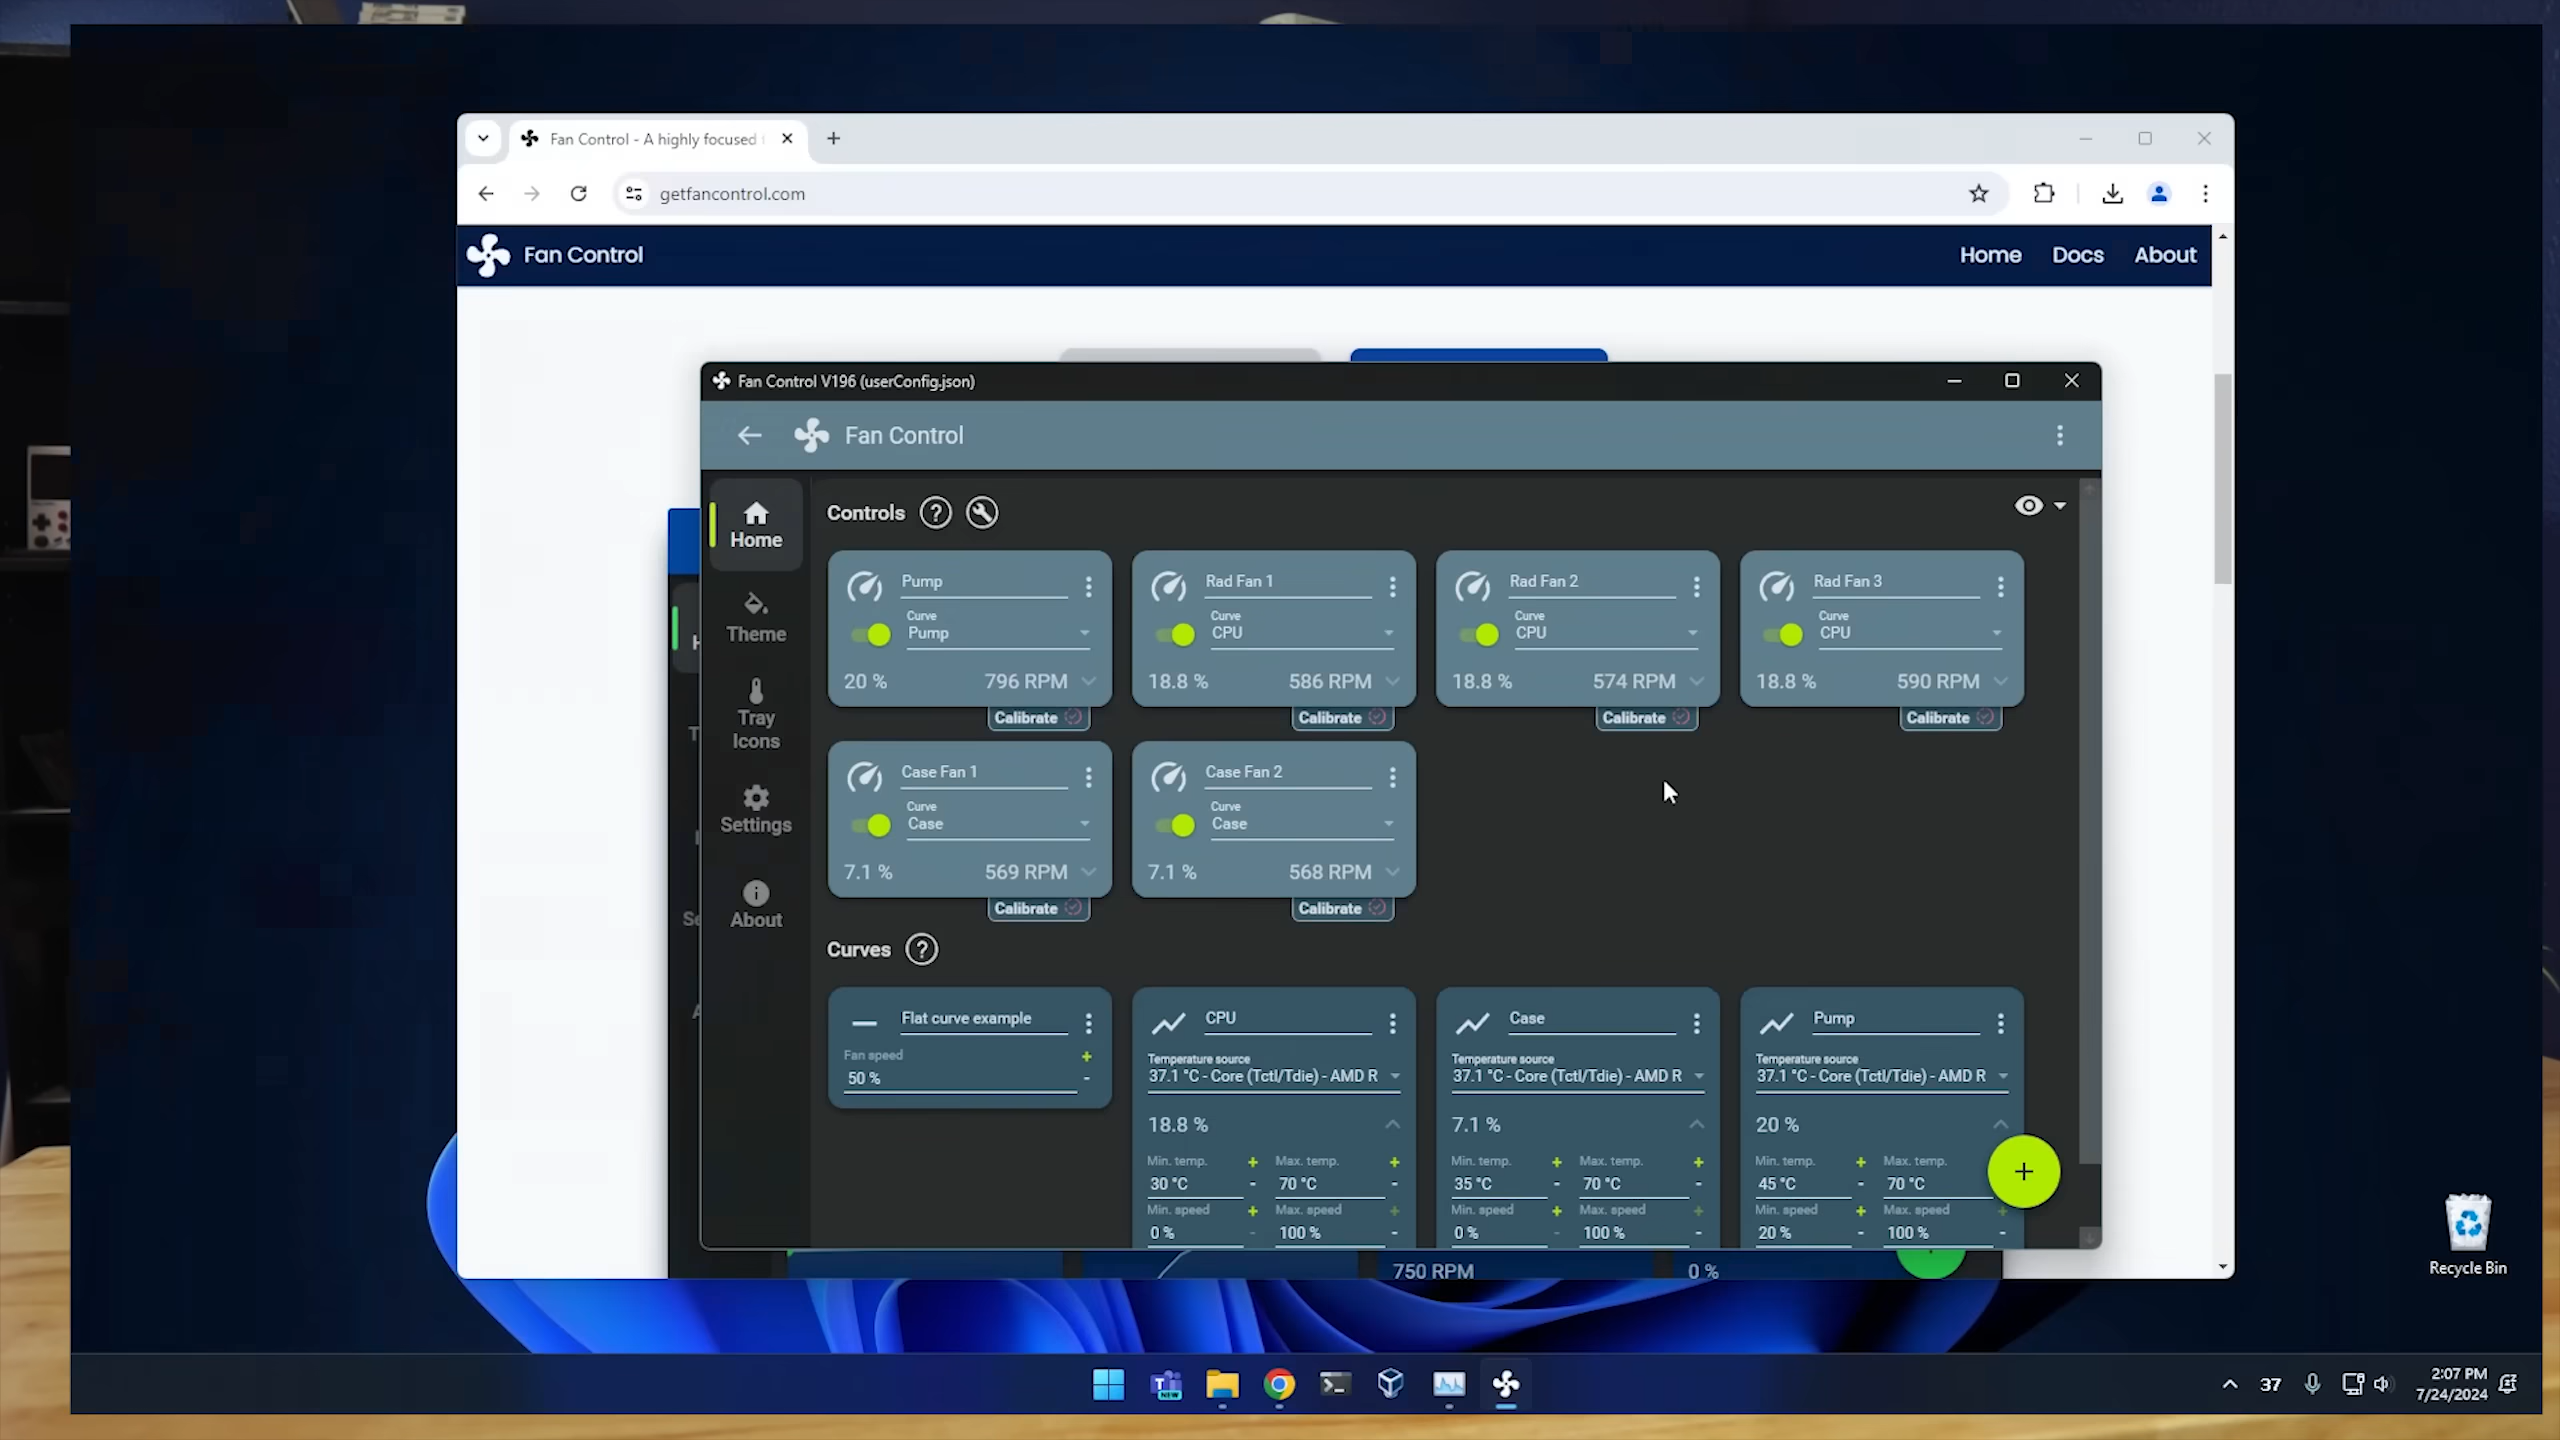 Fan Control - A highly focused
getfancontrol.com
Fan Control
Home Docs About
Fan Control V196 (userConfig.json)
Fan Control
Home
Theme
Tray
Icons
Settings
About
Controls ?
Pump
Curve
Pump
20 % 796 RPM
Calibrate
Rad Fan 1
Curve
CPU
18.8 % 586 RPM
Calibrate
Rad Fan 2
Curve
CPU
18.8 % 574 RPM
Calibrate
Rad Fan 3
Curve
CPU
18.8 % 590 RPM
Calibrate
Case Fan 1
Curve
Case
7.1 % 569 RPM
Calibrate
Case Fan 2
Curve
Case
7.1 % 568 RPM
Calibrate
Curves ?
Flat curve example
Fan speed +
50 % -
CPU
Temperature source
37.1 °C - Core (Tctl/Tdie) - AMD R
18.8 %
Min. temp. + Max. temp. +
30 °C - 70 °C -
Min. speed + Max. speed +
0 % - 100 % -
Case
Temperature source
37.1 °C - Core (Tctl/Tdie) - AMD R
7.1 %
Min. temp. + Max. temp. +
35 °C - 70 °C -
Min. speed + Max. speed +
0 % - 100 % -
Pump
Temperature source
37.1 °C - Core (Tctl/Tdie) - AMD R
20 %
Min. temp. + Max. temp.
45 °C - 70 °C
Min. speed + Max. speed +
20 % - 100 % -
+
750 RPM 0 %
Recycle Bin
NEW
37
2:07 PM
7/24/2024